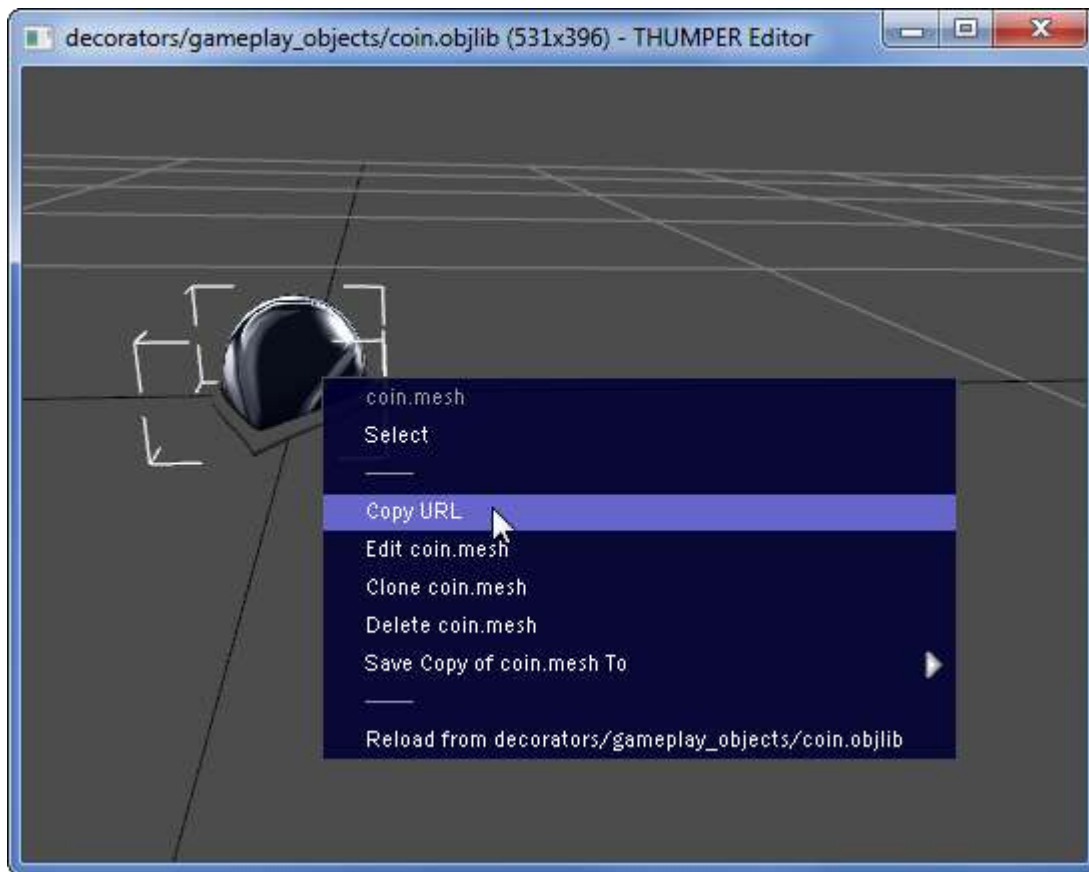 decorators/gameplay_objects/coin.objlib (531x396) - THUMPER Editor
coin.mesh
Select
Copy URL
Edit coin.mesh
Clone coin.mesh
Delete coin.mesh
Save Copy of coin.mesh To
Reload from decorators/gameplay_objects/coin.objlib